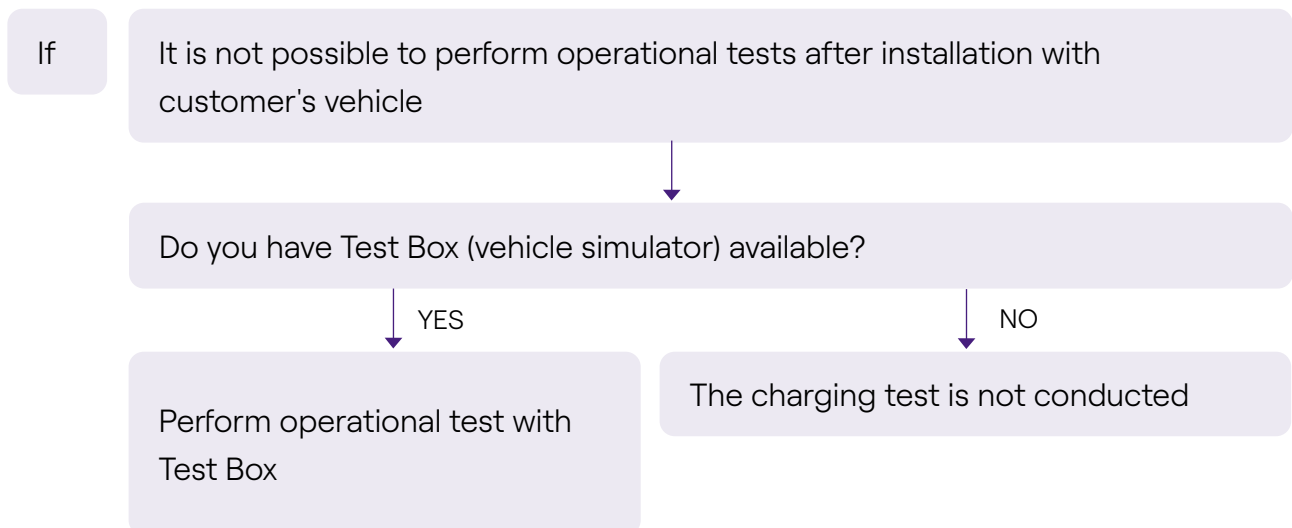 If
It is not possible to perform operational tests after installation with
customer's vehicle
Do you have Test Box (vehicle simulator) available?
YES
NO
Perform operational test with
Test Box
The charging test is not conducted